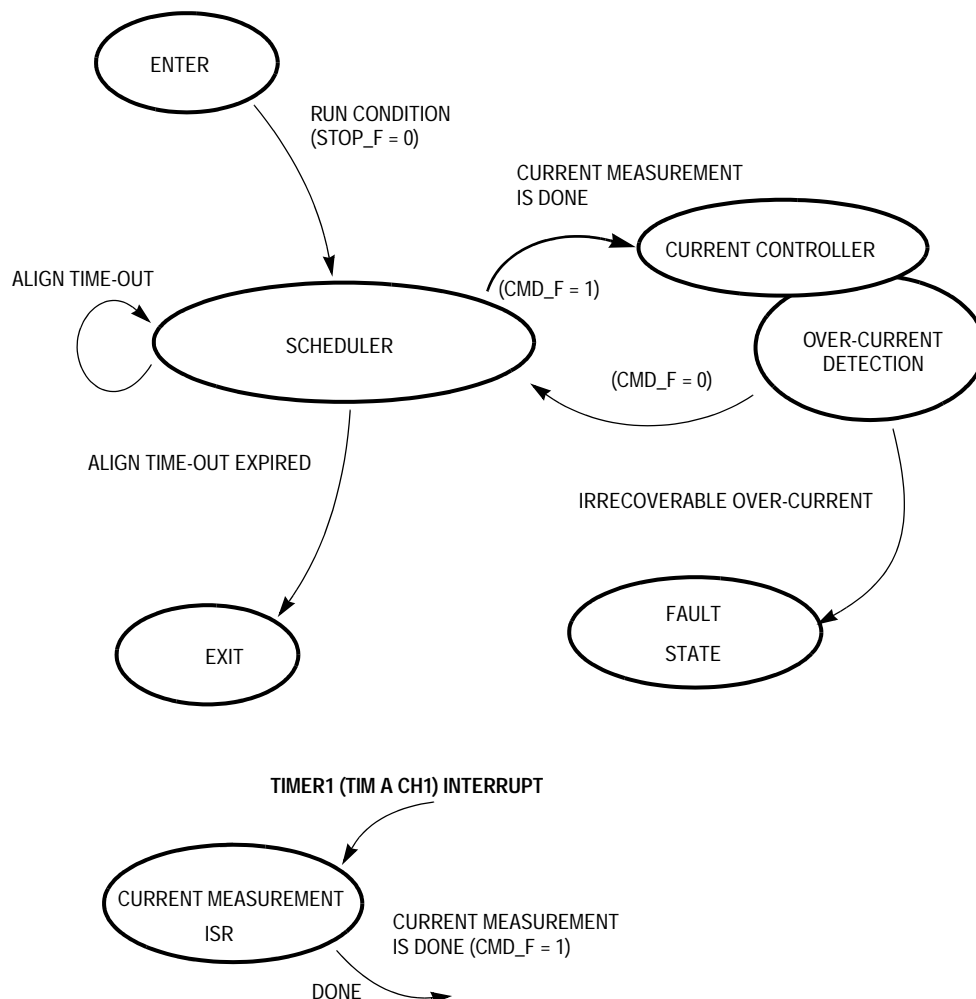 ENTER
RUN CONDITION
(STOP_F = 0)
CURRENT MEASUREMENT
IS DONE
CURRENT CONTROLLER
ALIGN TIME-OUT
(CMD_F = 1)
SCHEDULER
OVER-CURRENT
DETECTION
(CMD_F = 0)
ALIGN TIME-OUT EXPIRED
IRRECOVERABLE OVER-CURRENT
FAULT
STATE
EXIT
TIMER1 (TIM A CH1) INTERRUPT
CURRENT MEASUREMENT
ISR
CURRENT MEASUREMENT
IS DONE (CMD_F = 1)
DONE